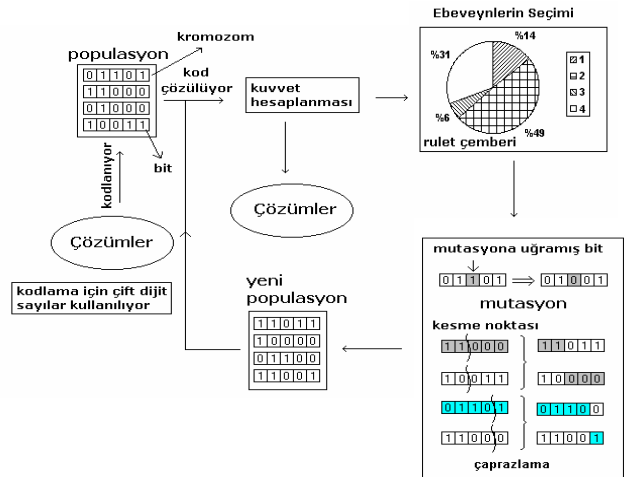 Ebeveynlerin Seçimi
kromozom
populasyon
01101
11000
01000
10011
kod
çözülüyor
bit
kodlanıyor
Çözümler
kodlama için çift dijit
sayılar kullanılıyor
kuvvet
hesaplanması
Çözümler
%14
%31
%6
%49
rulet çemberi
1
2
3
4
mutasyona uğramış bit
01101
01001
mutasyon
kesme noktası
11000
11011
10011
10000
01101
01100
11000
11001
çaprazlama
yeni
populasyon
11011
10000
01100
11001